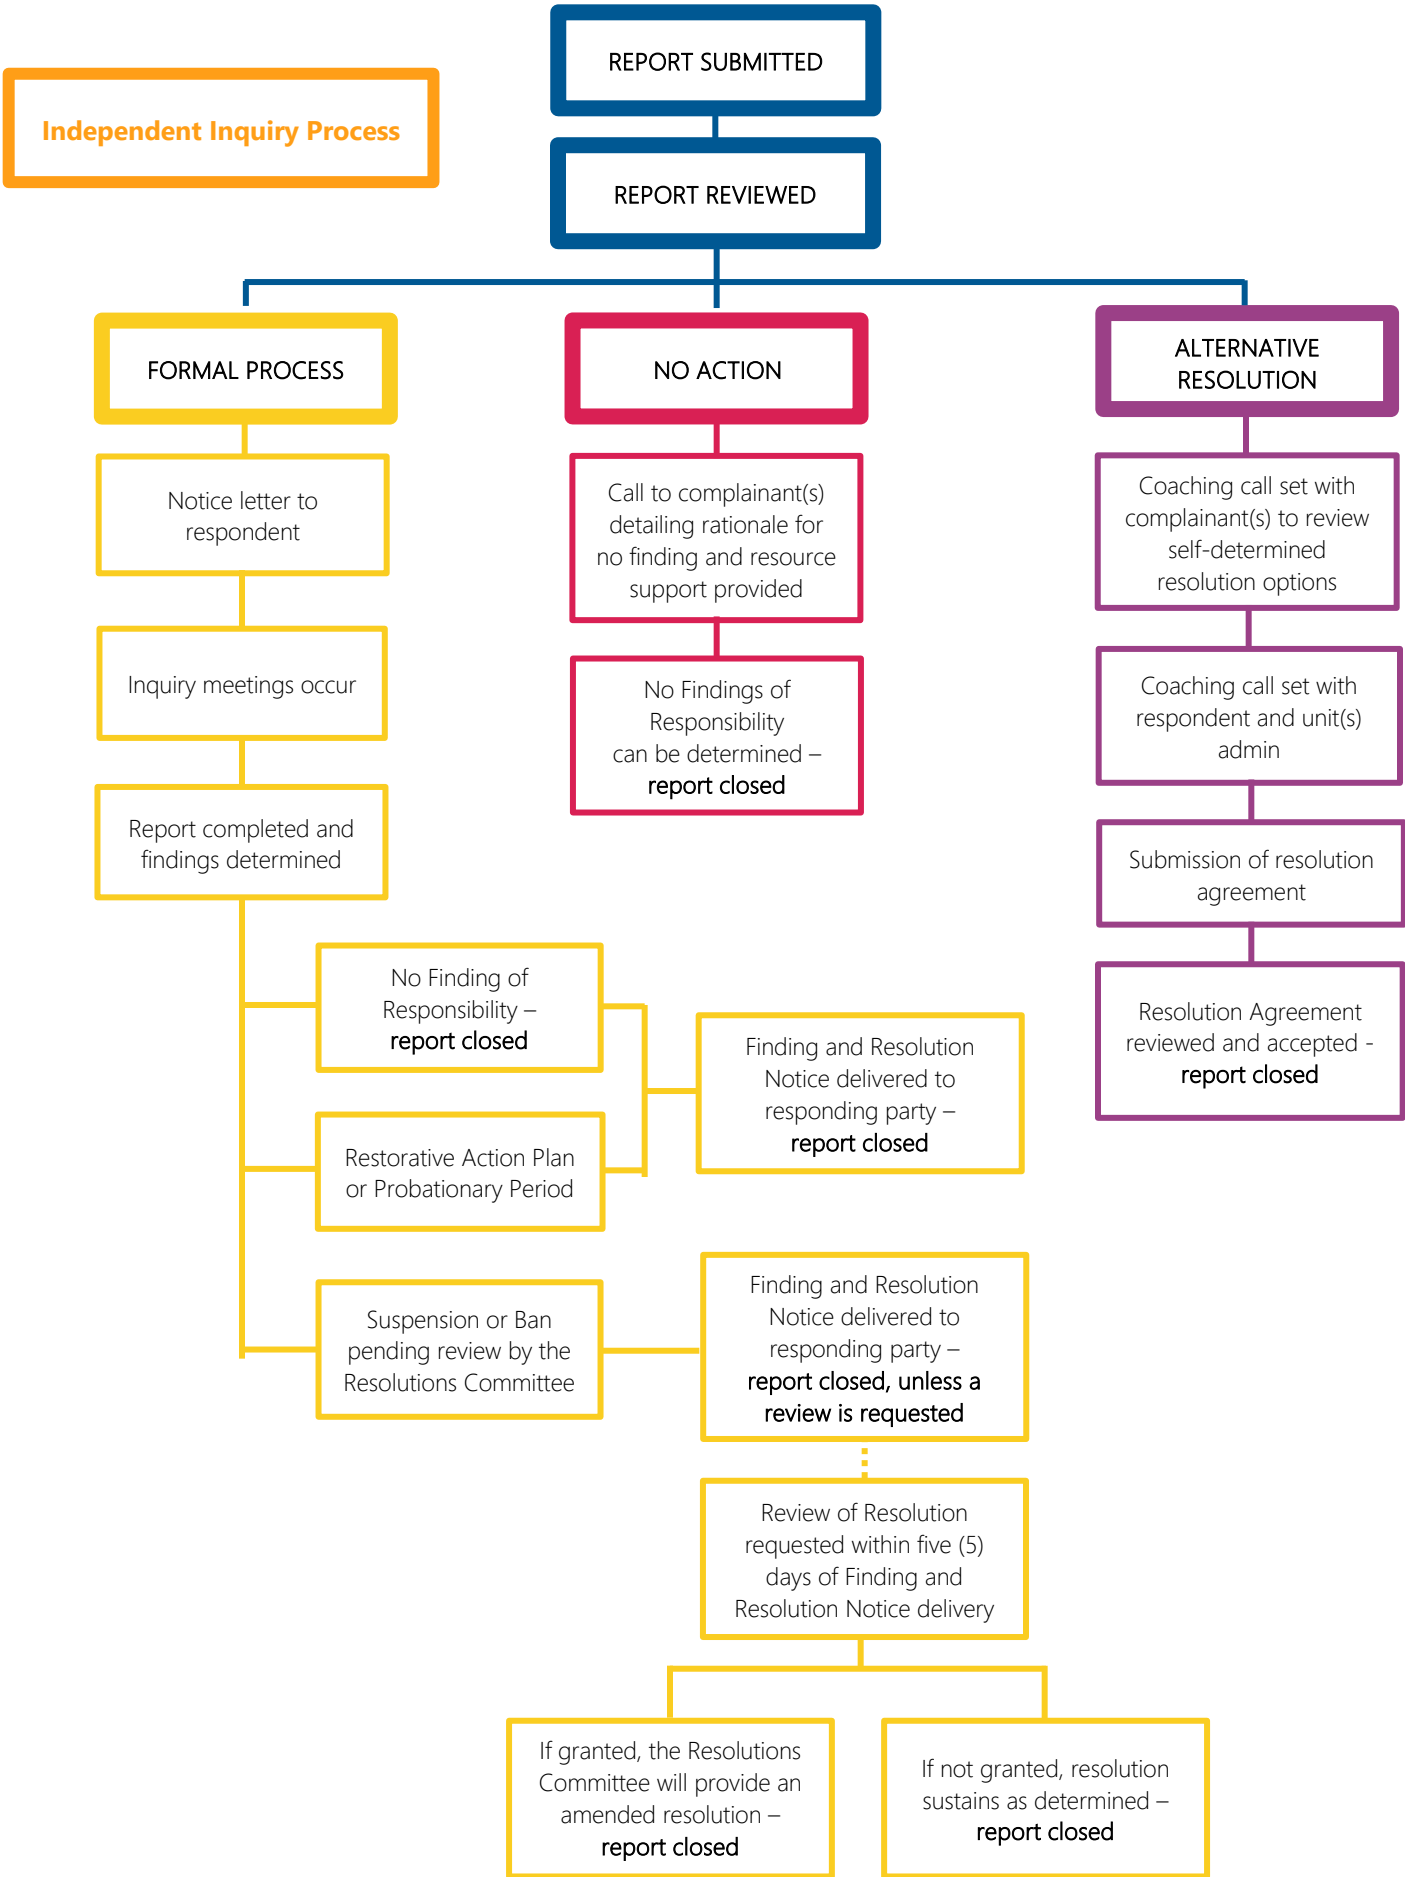 REPORT SUBMITTED
Independent Inquiry Process
REPORT REVIEWED
FORMAL PROCESS
NO ACTION
ALTERNATIVE
RESOLUTION
Notice letter to
respondent
Inquiry meetings occur
Report completed and
findings determined
Call to complainant(s)
detailing rationale for
no finding and resource
support provided
No Findings of
Responsibility
can be determined –
report closed
Coaching call set with
complainant(s) to review
self-determined
resolution options
Coaching call set with
respondent and unit(s)
admin
Submission of resolution
agreement
Resolution Agreement
reviewed and accepted -
report closed
No Finding of
Responsibility –
report closed
Restorative Action Plan
or Probationary Period
Finding and Resolution
Notice delivered to
responding party –
report closed
Suspension or Ban
pending review by the
Resolutions Committee
Finding and Resolution
Notice delivered to
responding party –
report closed, unless a
review is requested
Review of Resolution
requested within five (5)
days of Finding and
Resolution Notice delivery
If granted, the Resolutions
Committee will provide an
amended resolution –
report closed
If not granted, resolution
sustains as determined –
report closed